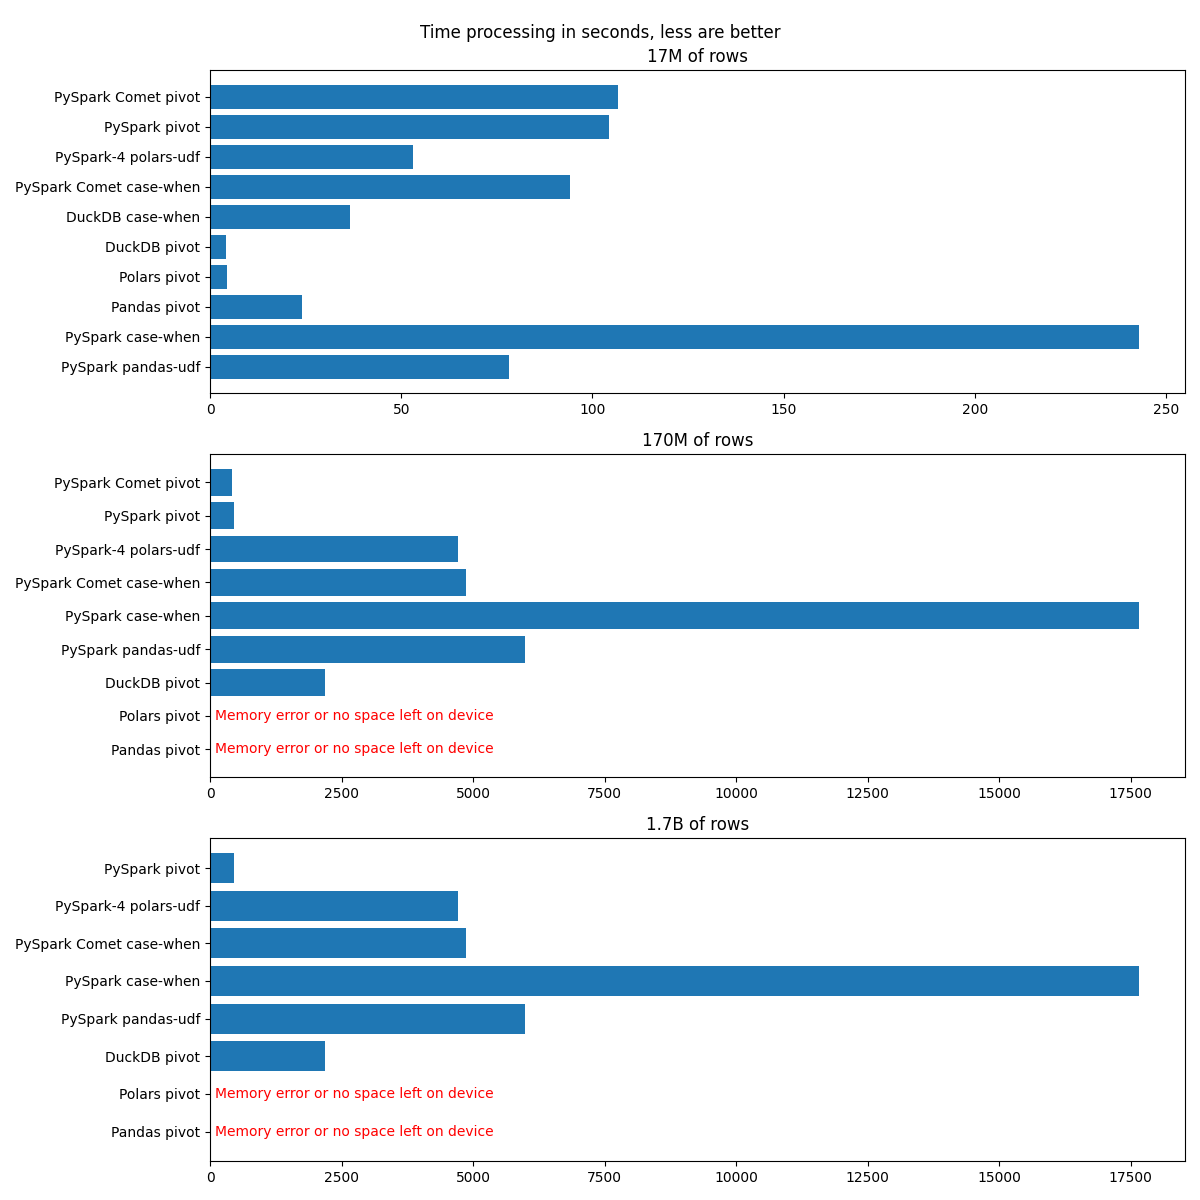 Time processing in seconds, less are better
17M of rows
PySpark Comet pivot
PySpark pivot
PySpark-4 polars-udf
PySpark Comet case-when
DuckDB case-when
DuckDB pivot
Polars pivot
Pandas pivot
PySpark case-when
PySpark pandas-udf
0 50 100 150 200 250
170M of rows
PySpark Comet pivot
PySpark pivot
PySpark-4 polars-udf
PySpark Comet case-when
PySpark case-when
PySpark pandas-udf
DuckDB pivot
Polars pivot Memory error or no space left on device
Pandas pivot Memory error or no space left on device
0 2500 5000 7500 10000 12500 15000 17500
1.7B of rows
PySpark pivot
PySpark-4 polars-udf
PySpark Comet case-when
PySpark case-when
PySpark pandas-udf
DuckDB pivot
Polars pivot Memory error or no space left on device
Pandas pivot Memory error or no space left on device
0 2500 5000 7500 10000 12500 15000 17500